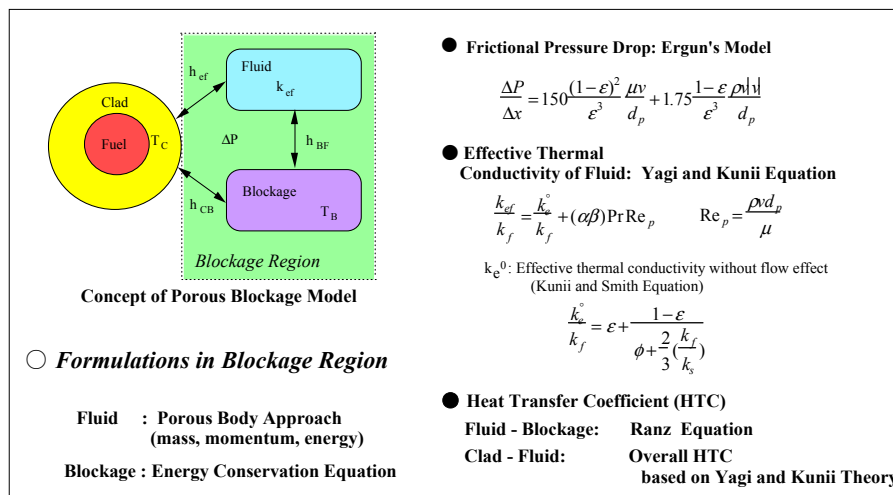 h ef
Fluid
k ef
Clad
Fuel
T C
ΔP
h BF
Blockage
h CB
T B
Blockage Region
Concept of Porous Blockage Model
○ Formulations in Blockage Region
Fluid : Porous Body Approach
(mass, momentum, energy)
Blockage : Energy Conservation Equation
● Frictional Pressure Drop: Ergun's Model
ΔP/Δx = 150 (1-ε)²/ε³ μv/d_p + 1.75 1-ε/ε³ ρv|v|/d_p
● Effective Thermal
Conductivity of Fluid: Yagi and Kunii Equation
k_ef/k_f = k_e°/k_f + (αβ)PrRe_p Re_p = ρvd_p/μ
k_e⁰ : Effective thermal conductivity without flow effect
(Kunii and Smith Equation)
k_e°/k_f = ε + (1-ε)/(φ + 2/3(k_f/k_s))
● Heat Transfer Coefficient (HTC)
Fluid - Blockage: Ranz Equation
Clad - Fluid: Overall HTC
based on Yagi and Kunii Theory